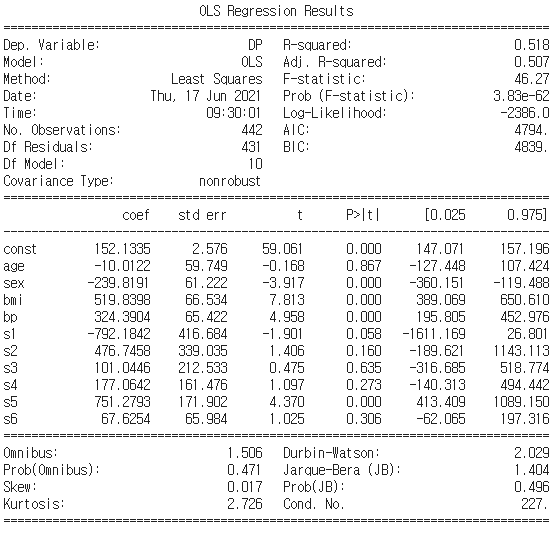 OLS Regression Results
==============================================================================
Dep. Variable: DP R-squared: 0.518
Model: OLS Adj. R-squared: 0.507
Method: Least Squares F-statistic: 46.27
Date: Thu, 17 Jun 2021 Prob (F-statistic): 3.83e-62
Time: 09:30:01 Log-Likelihood: -2386.0
No. Observations: 442 AIC: 4794.
Df Residuals: 431 BIC: 4839.
Df Model: 10
Covariance Type: nonrobust
==============================================================================
coef std err t P>|t| [0.025 0.975]
------------------------------------------------------------------------------
const 152.1335 2.576 59.061 0.000 147.071 157.196
age -10.0122 59.749 -0.168 0.867 -127.448 107.424
sex -239.8191 61.222 -3.917 0.000 -360.151 -119.488
bmi 519.8398 66.534 7.813 0.000 389.069 650.610
bp 324.3904 65.422 4.958 0.000 195.805 452.976
s1 -792.1842 416.684 -1.901 0.058 -1611.169 26.801
s2 476.7458 339.035 1.406 0.160 -189.621 1143.113
s3 101.0446 212.533 0.475 0.635 -316.685 518.774
s4 177.0642 161.476 1.097 0.273 -140.313 494.442
s5 751.2793 171.902 4.370 0.000 413.409 1089.150
s6 67.6254 65.984 1.025 0.306 -62.065 197.316
==============================================================================
Omnibus: 1.506 Durbin-Watson: 2.029
Prob(Omnibus): 0.471 Jarque-Bera (JB): 1.404
Skew: 0.017 Prob(JB): 0.496
Kurtosis: 2.726 Cond. No. 227.
==============================================================================